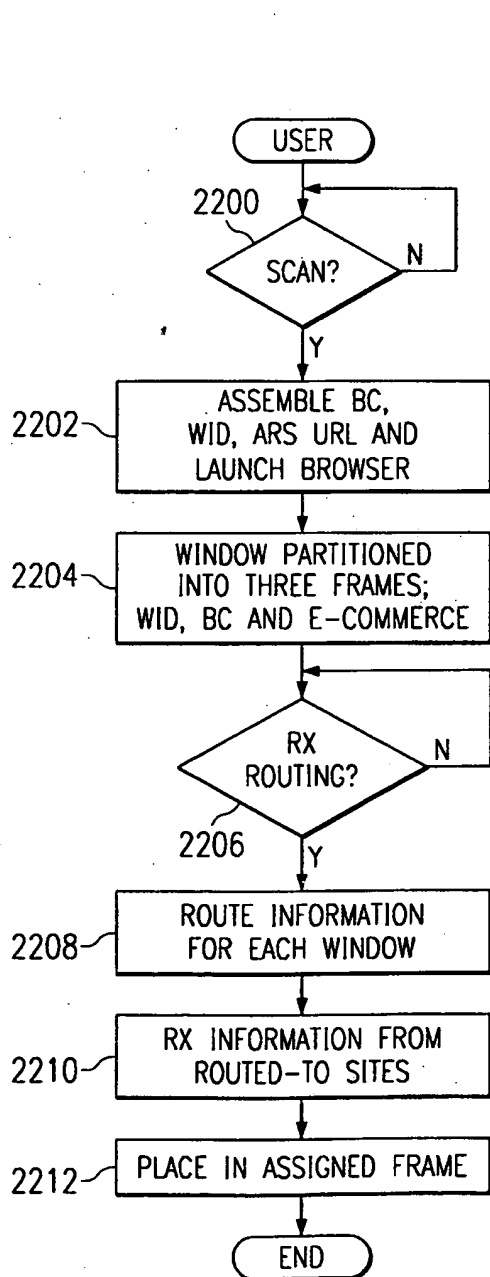 USER
2200
SCAN?
N
Y
2202
ASSEMBLE BC,
WID, ARS URL AND
LAUNCH BROWSER
2204
WINDOW PARTITIONED
INTO THREE FRAMES;
WID, BC AND E-COMMERCE
RX
ROUTING?
N
2206
Y
2208
ROUTE INFORMATION
FOR EACH WINDOW
2210
RX INFORMATION FROM
ROUTED-TO SITES
2212
PLACE IN ASSIGNED FRAME
END